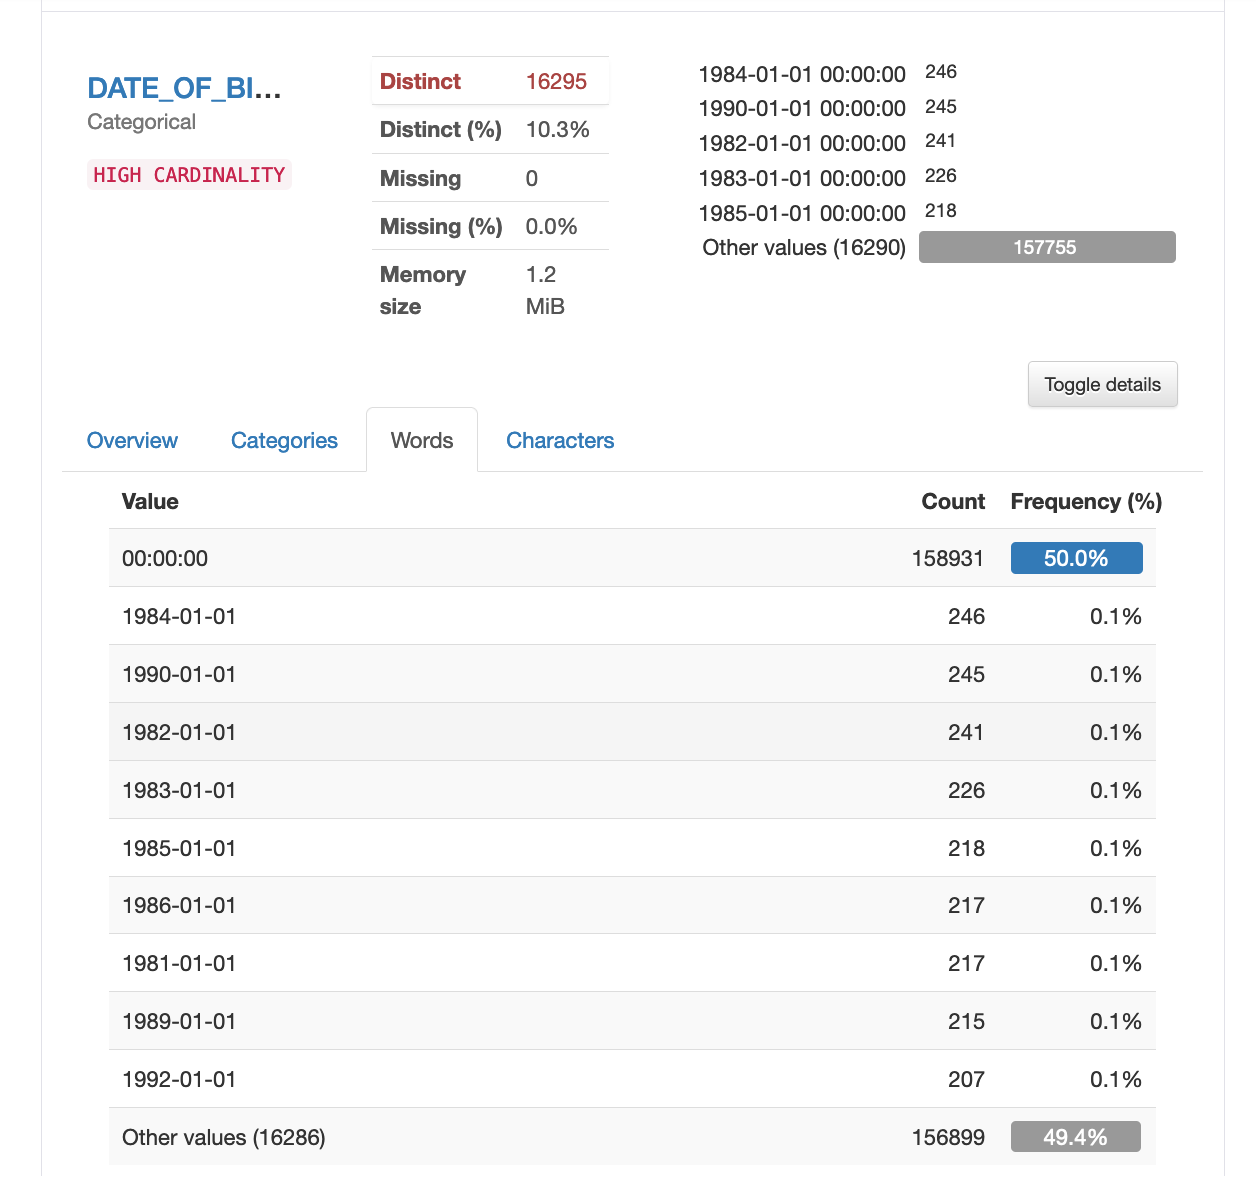 DATE_OF_BI...
Categorical
HIGH CARDINALITY
Distinct 16295
Distinct (%) 10.3%
Missing 0
Missing (%) 0.0%
Memory size 1.2 MiB
1984-01-01 00:00:00 246
1990-01-01 00:00:00 245
1982-01-01 00:00:00 241
1983-01-01 00:00:00 226
1985-01-01 00:00:00 218
Other values (16290) 157755
Toggle details
Overview Categories Words Characters
Value Count Frequency (%)
00:00:00 158931 50.0%
1984-01-01 246 0.1%
1990-01-01 245 0.1%
1982-01-01 241 0.1%
1983-01-01 226 0.1%
1985-01-01 218 0.1%
1986-01-01 217 0.1%
1981-01-01 217 0.1%
1989-01-01 215 0.1%
1992-01-01 207 0.1%
Other values (16286) 156899 49.4%